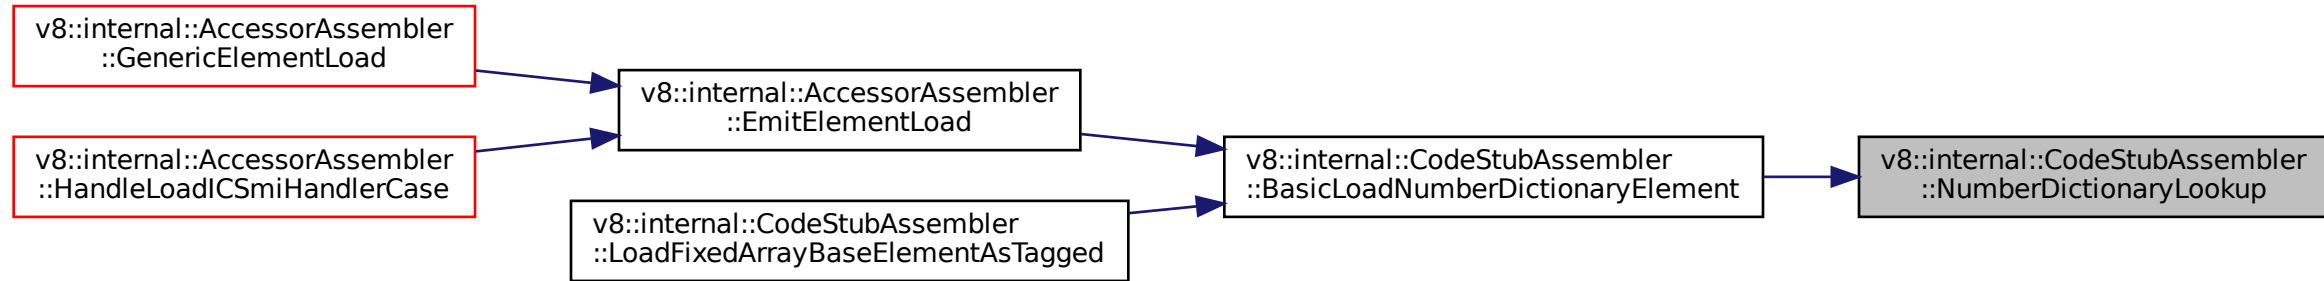 v8::internal::AccessorAssembler
::GenericElementLoad
v8::internal::AccessorAssembler
::HandleLoadICSmiHandlerCase
v8::internal::AccessorAssembler
::EmitElementLoad
v8::internal::CodeStubAssembler
::LoadFixedArrayBaseElementAsTagged
v8::internal::CodeStubAssembler
::BasicLoadNumberDictionaryElement
v8::internal::CodeStubAssembler
::NumberDictionaryLookup